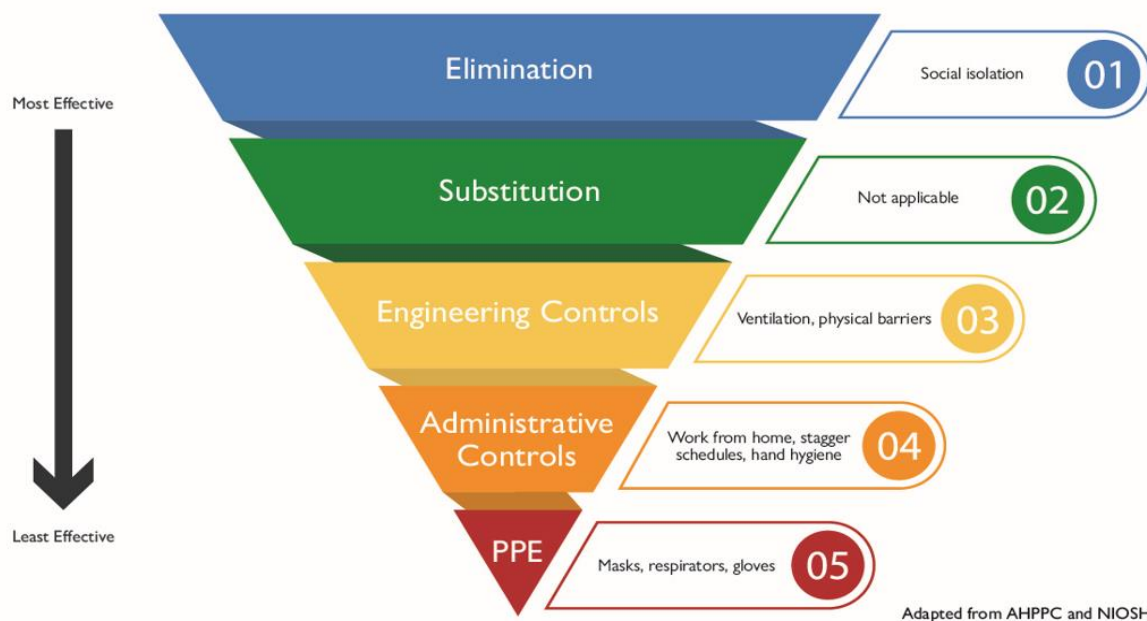 Elimination
Social isolation
01
Most Effective
Substitution
Not applicable
02
Engineering Controls
Ventilation, physical barriers
03
Administrative
Controls
Work from home, stagger
schedules, hand hygiene
04
Least Effective
PPE
Masks, respirators, gloves
05
Adapted from AHPPC and NIOSH